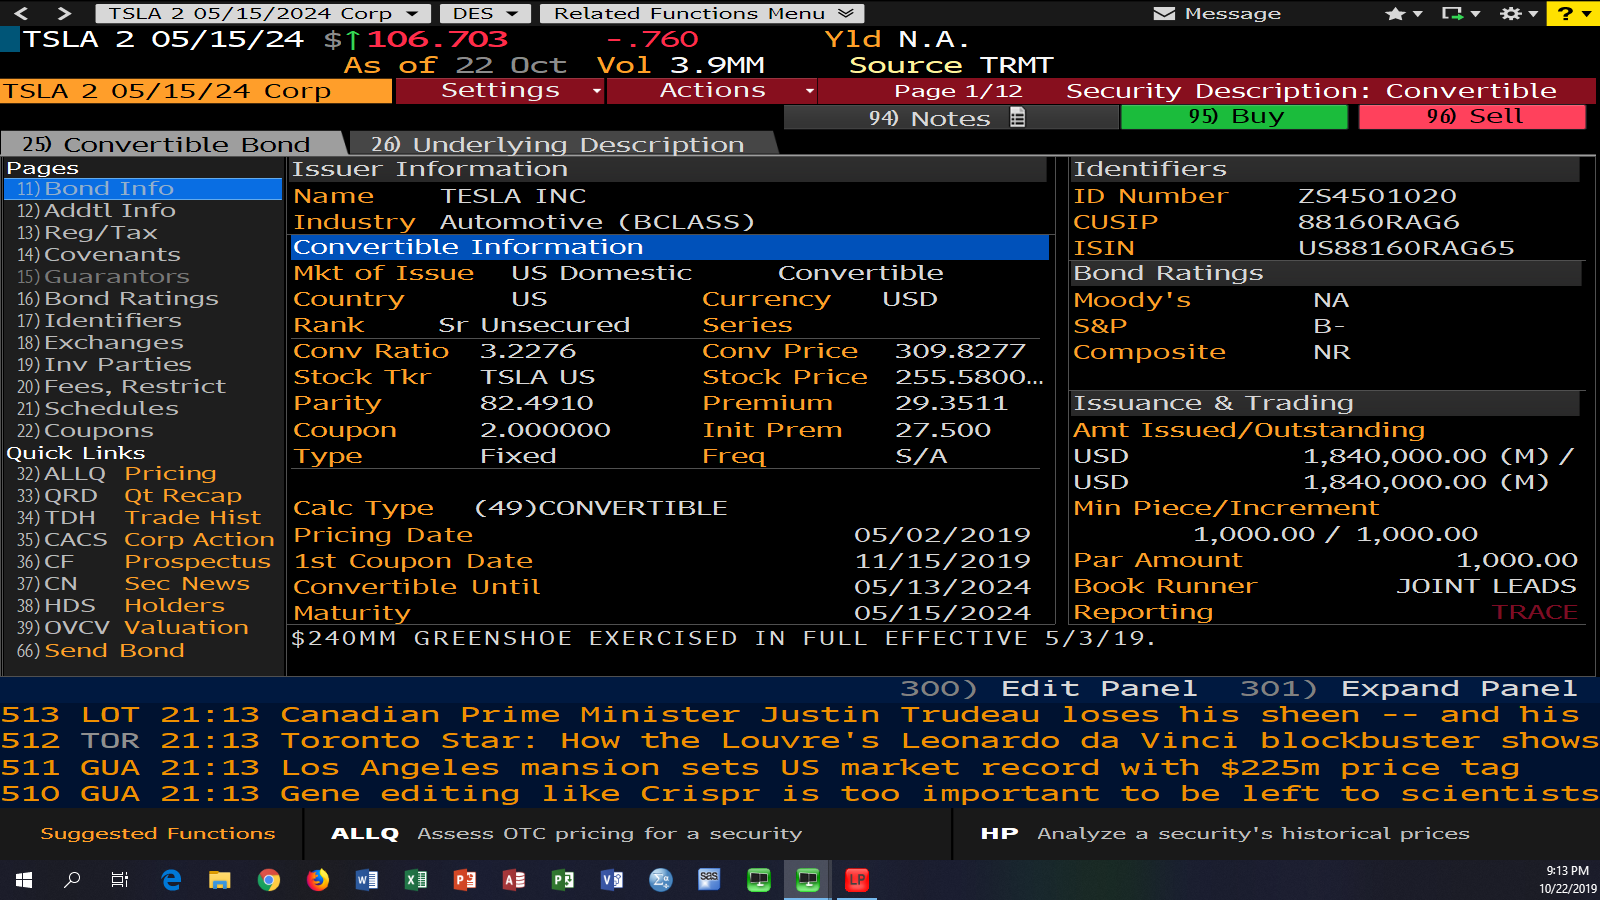 TSLA 2 05/15/2024 Corp DES Related Functions Menu Message ?
TSLA 2 05/15/24 $↑106.703 -.760 Yld N.A.
As of 22 Oct Vol 3.9MM Source TRMT
TSLA 2 05/15/24 Corp Settings Actions Page 1/12 Security Description: Convertible
94) Notes 95) Buy 96) Sell
25) Convertible Bond 26) Underlying Description
Pages
11) Bond Info
12) Addtl Info
13) Reg/Tax
14) Covenants
15) Guarantors
16) Bond Ratings
17) Identifiers
18) Exchanges
19) Inv Parties
20) Fees, Restrict
21) Schedules
22) Coupons
Quick Links
32) ALLQ Pricing
33) QRD Qt Recap
34) TDH Trade Hist
35) CACS Corp Action
36) CF Prospectus
37) CN Sec News
38) HDS Holders
39) OVCV Valuation
66) Send Bond
Issuer Information
Name TESLA INC
Industry Automotive (BCLASS)
Convertible Information
Mkt of Issue US Domestic Convertible
Country US Currency USD
Rank Sr Unsecured Series
Conv Ratio 3.2276 Conv Price 309.8277
Stock Tkr TSLA US Stock Price 255.5800...
Parity 82.4910 Premium 29.3511
Coupon 2.000000 Init Prem 27.500
Type Fixed Freq S/A
Calc Type (49)CONVERTIBLE
Pricing Date 05/02/2019
1st Coupon Date 11/15/2019
Convertible Until 05/13/2024
Maturity 05/15/2024
$240MM GREENSHOE EXERCISED IN FULL EFFECTIVE 5/3/19.
Identifiers
ID Number ZS4501020
CUSIP 88160RAG6
ISIN US88160RAG65
Bond Ratings
Moody's NA
S&P B-
Composite NR
Issuance & Trading
Amt Issued/Outstanding
USD 1,840,000.00 (M) /
USD 1,840,000.00 (M)
Min Piece/Increment
1,000.00 / 1,000.00
Par Amount 1,000.00
Book Runner JOINT LEADS
Reporting TRACE
300) Edit Panel 301) Expand Panel
513 LOT 21:13 Canadian Prime Minister Justin Trudeau loses his sheen -- and his
512 TOR 21:13 Toronto Star: How the Louvre's Leonardo da Vinci blockbuster shows
511 GUA 21:13 Los Angeles mansion sets US market record with $225m price tag
510 GUA 21:13 Gene editing like Crispr is too important to be left to scientists
Suggested Functions ALLQ Assess OTC pricing for a security HP Analyze a security's historical prices
9:13 PM
10/22/2019